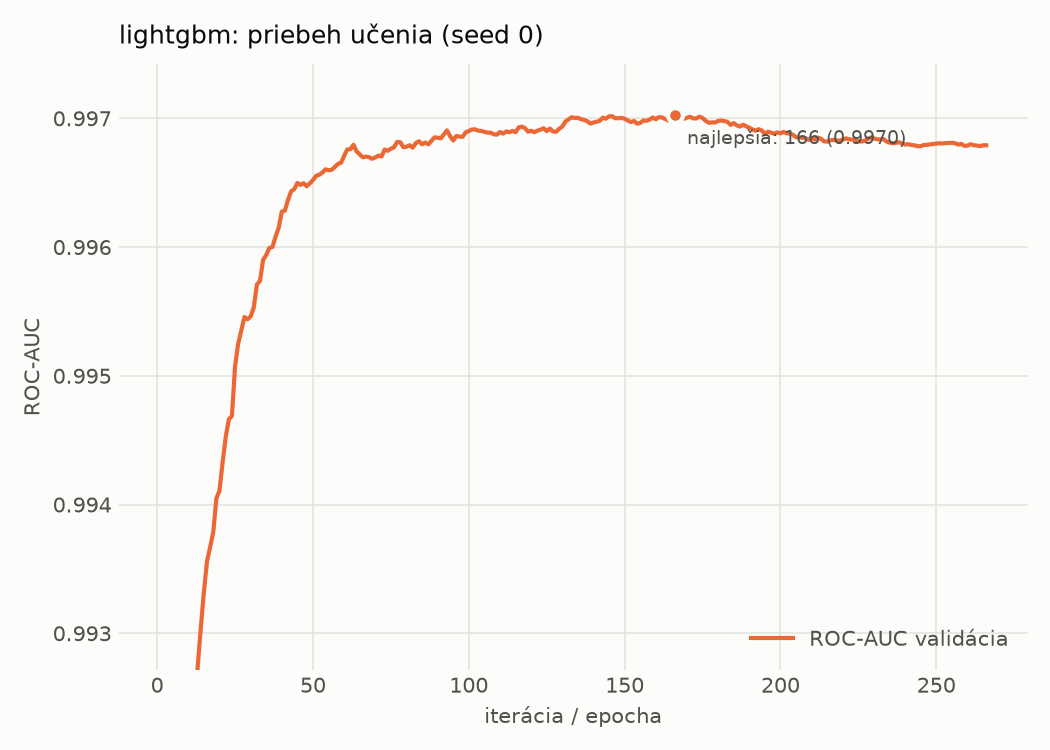 lightgbm: priebeh učenia (seed 0)
0.997
najlepšia: 166 (0.9970)
0.996
0.995
ROC-AUC
0.994
0.993
ROC-AUC validácia
0 50 100 150 200 250
iterácia / epocha